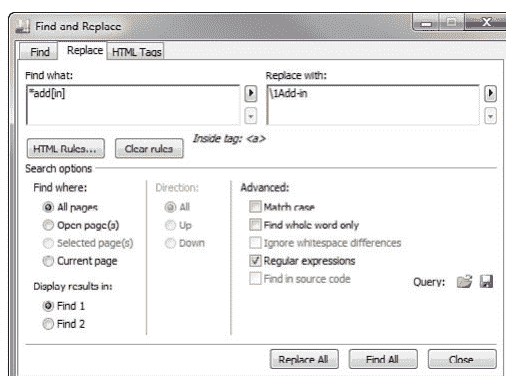 Find and Replace
Find Replace HTML Tags
Find what: Replace with:
*add[in] \1Add-in
HTML Rules... Clear rules Inside tag: <a>
Search options
Find where: Direction: Advanced:
All pages All Match case
Open page(s) Up Find whole word only
Selected page(s) Down Ignore whitespace differences
Current page Regular expressions
Find in source code Query:
Display results in:
Find 1
Find 2
Replace All Find All Close